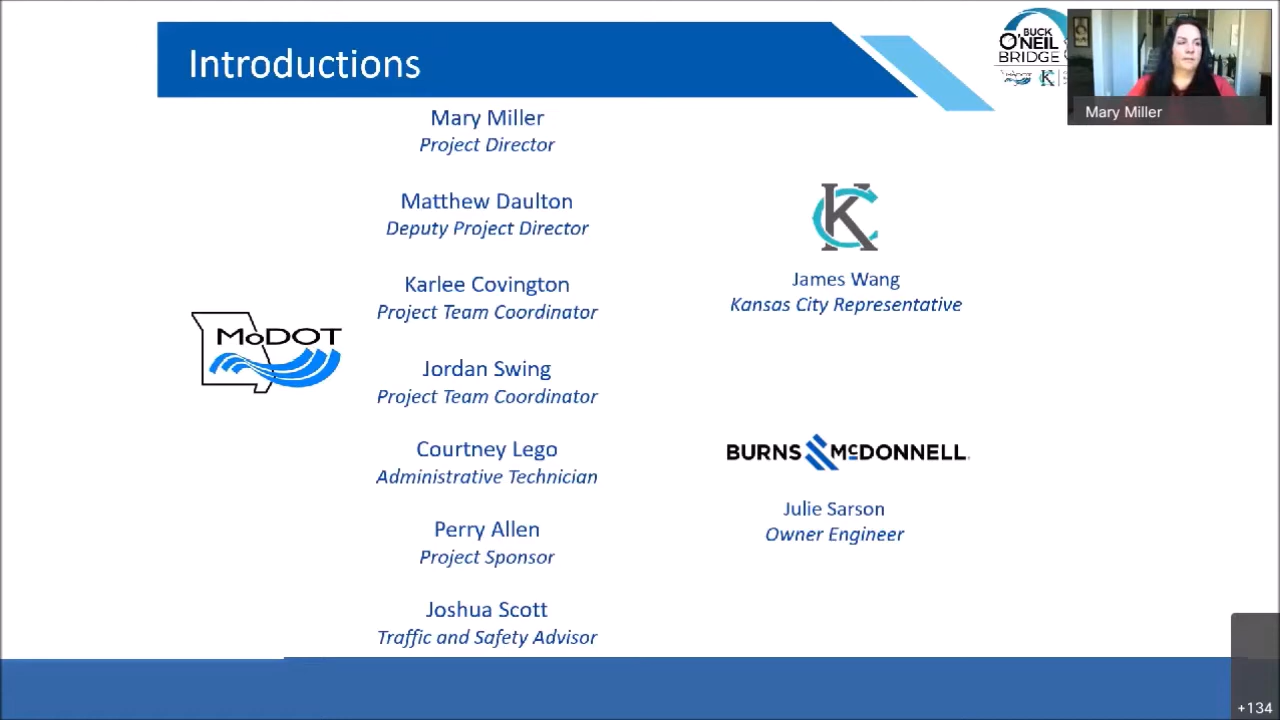 Introductions
BUCK
O'NEIL
BRIDGE
Mary Miller
Mary Miller
Project Director
Matthew Daulton
Deputy Project Director
Karlee Covington
Project Team Coordinator
Jordan Swing
Project Team Coordinator
Courtney Lego
Administrative Technician
Perry Allen
Project Sponsor
Joshua Scott
Traffic and Safety Advisor
MoDOT
KC
James Wang
Kansas City Representative
BURNS McDONNELL
Julie Sarson
Owner Engineer
+134